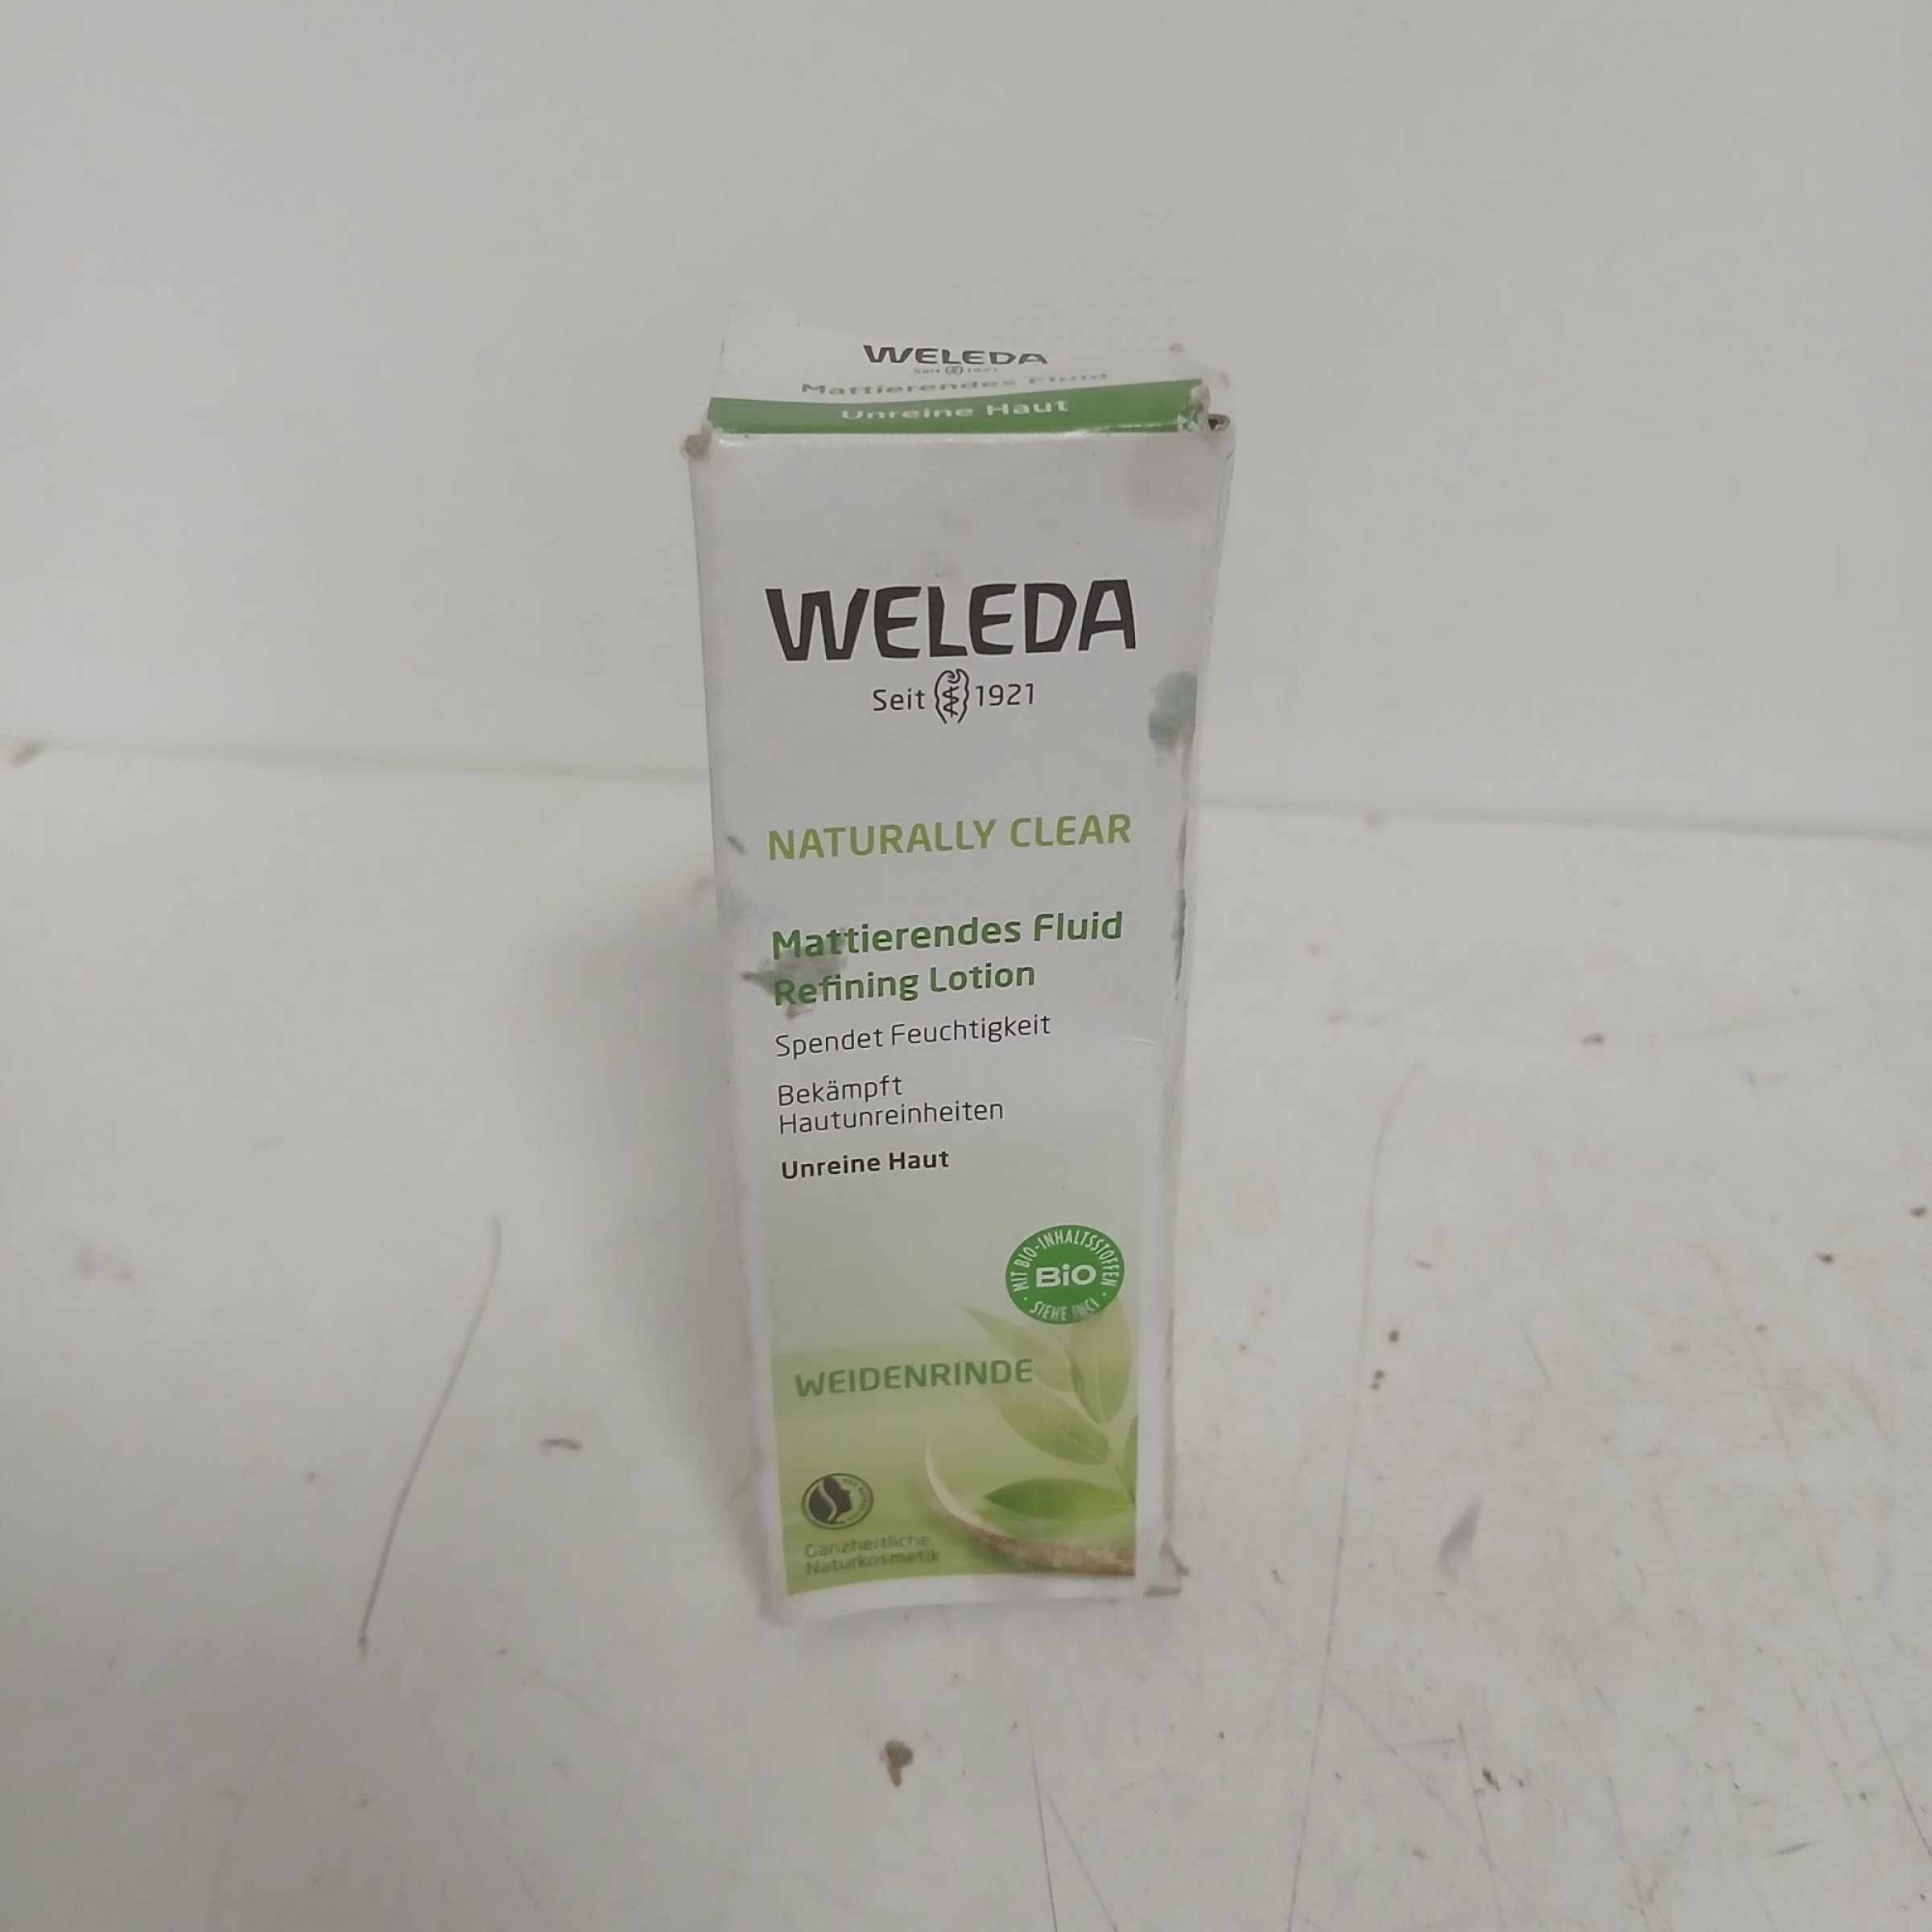 WELEDA
Seit 1921
Mattierendes Fluid
Unreine Haut
WELEDA
Seit 1921
NATURALLY CLEAR
Mattierendes Fluid
Refining Lotion
Spendet Feuchtigkeit
Bekämpft
Hautunreinheiten
Unreine Haut
MIT BIO-INHALTSSTOFFEN
BiO
SIEHE INCI
WEIDENRINDE
Ganzheitliche
Naturkosmetik